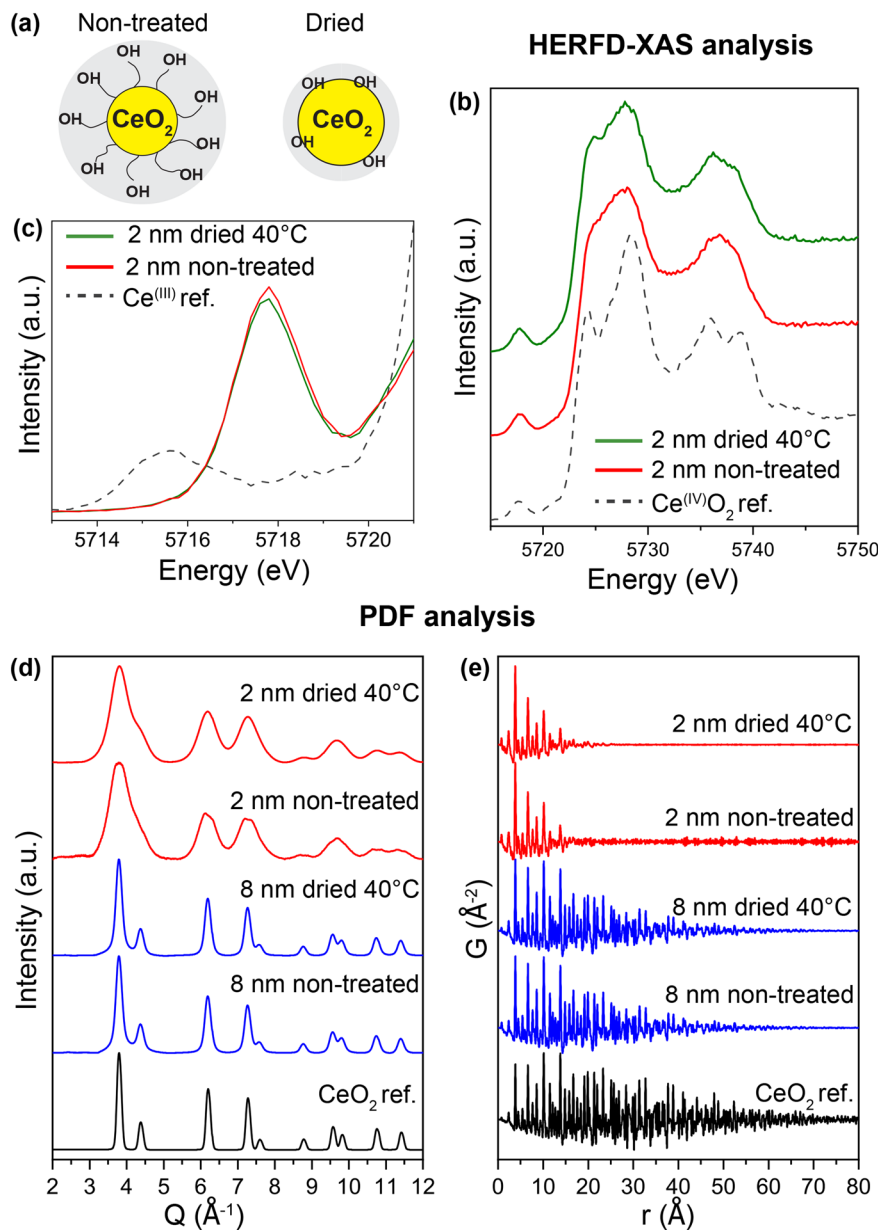 (a)
Non-treated
Dried
OH OH OH OH OH OH OH OH OH
CeO2
OH OH OH OH
CeO2
HERFD-XAS analysis
(b)
Intensity (a.u.)
2 nm dried 40°C
2 nm non-treated
Ce(IV)O2 ref.
5720 5730 5740 5750
Energy (eV)
(c)
2 nm dried 40°C
2 nm non-treated
Ce(III) ref.
Intensity (a.u.)
5714 5716 5718 5720
Energy (eV)
PDF analysis
(d)
2 nm dried 40°C
2 nm non-treated
8 nm dried 40°C
8 nm non-treated
CeO2 ref.
Intensity (a.u.)
2 3 4 5 6 7 8 9 10 11 12
Q (Å-1)
(e)
2 nm dried 40°C
2 nm non-treated
8 nm dried 40°C
8 nm non-treated
CeO2 ref.
G (Å-2)
0 10 20 30 40 50 60 70 80
r (Å)